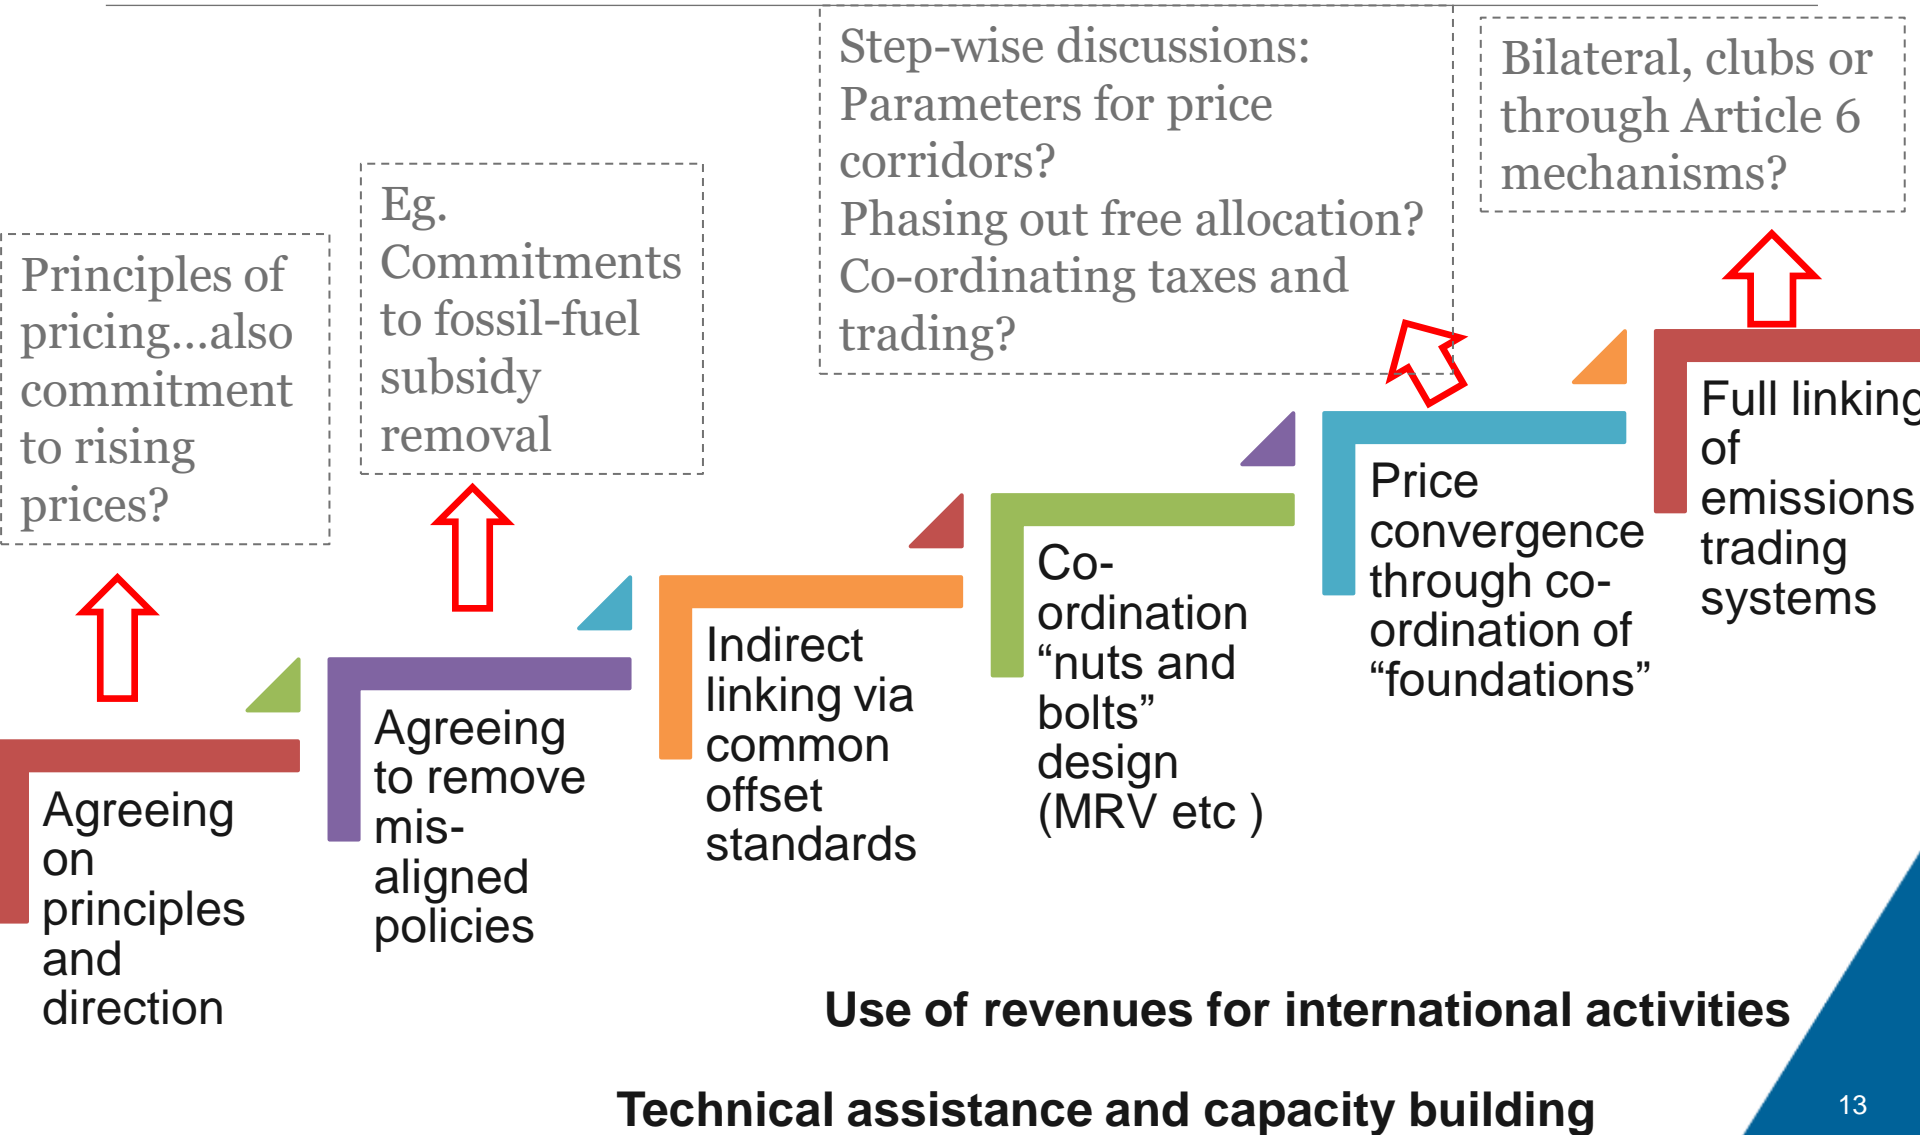 Step-wise discussions:
Parameters for price
corridors?
Phasing out free allocation?
Co-ordinating taxes and
trading?
Bilateral, clubs or
through Article 6
mechanisms?
Eg.
Commitments
to fossil-fuel
subsidy
removal
Principles of
pricing...also
commitment
to rising
prices?
Agreeing
on
principles
and
direction
Agreeing
to remove
mis-
aligned
policies
Indirect
linking via
common
offset
standards
Co-
ordination
“nuts and
bolts”
design
(MRV etc )
Price
convergence
through co-
ordination of
“foundations”
Full linking
of
emissions
trading
systems
Use of revenues for international activities
Technical assistance and capacity building
13